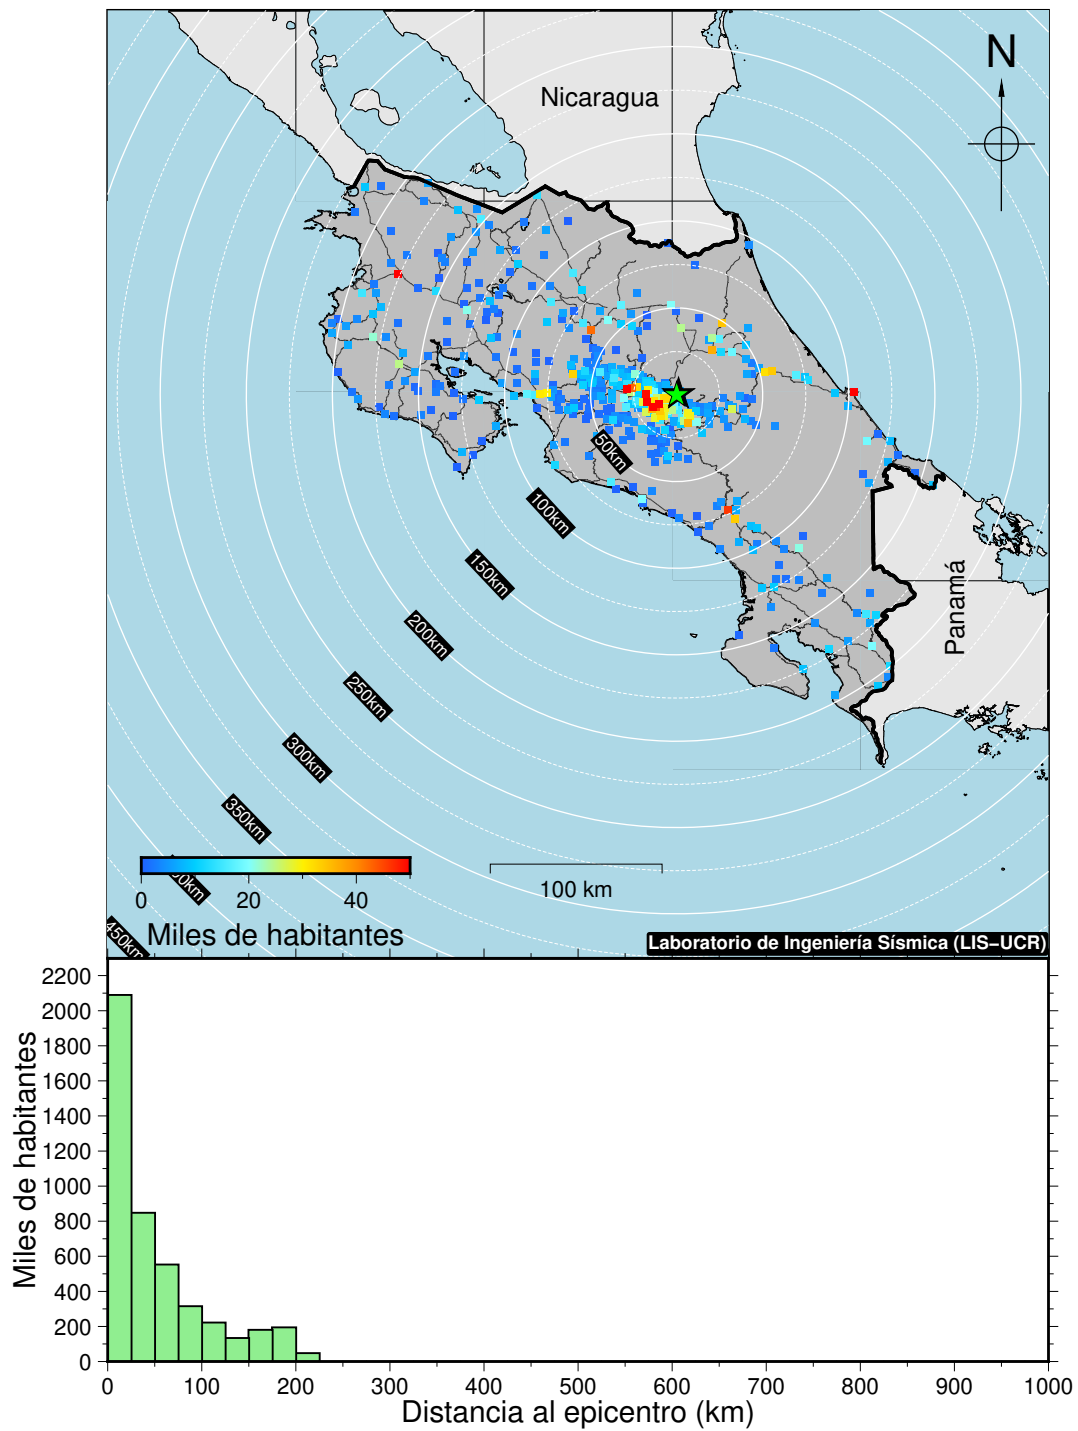 Nicaragua
N
50km
100km
150km
Panamá
200km
250km
300km
350km
450km
0 20 40
100 km
Miles de habitantes
Laboratorio de Ingeniería Sísmica (LIS–UCR)
2200
2000
1800
1600
1400
1200
1000
800
600
400
200
0
Miles de habitantes
0 100 200 300 400 500 600 700 800 900 1000
Distancia al epicentro (km)